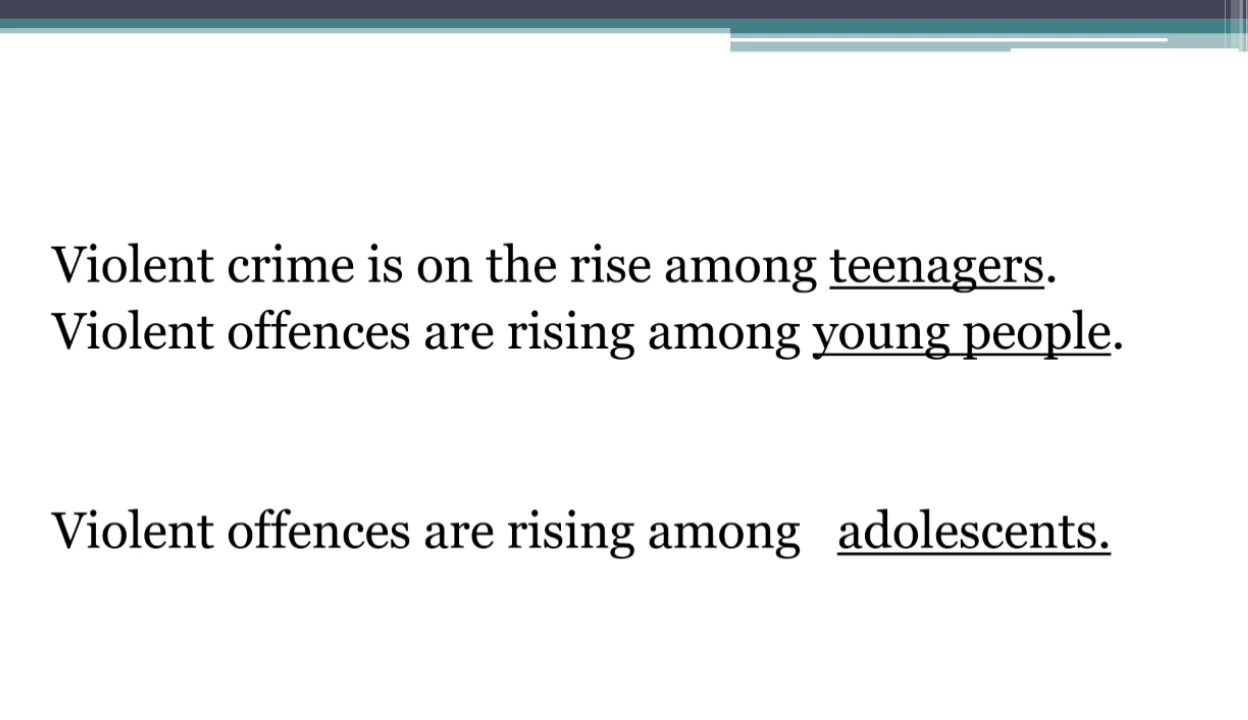 Violent crime is on the rise among teenagers.
Violent offences are rising among young people.
Violent offences are rising among adolescents.